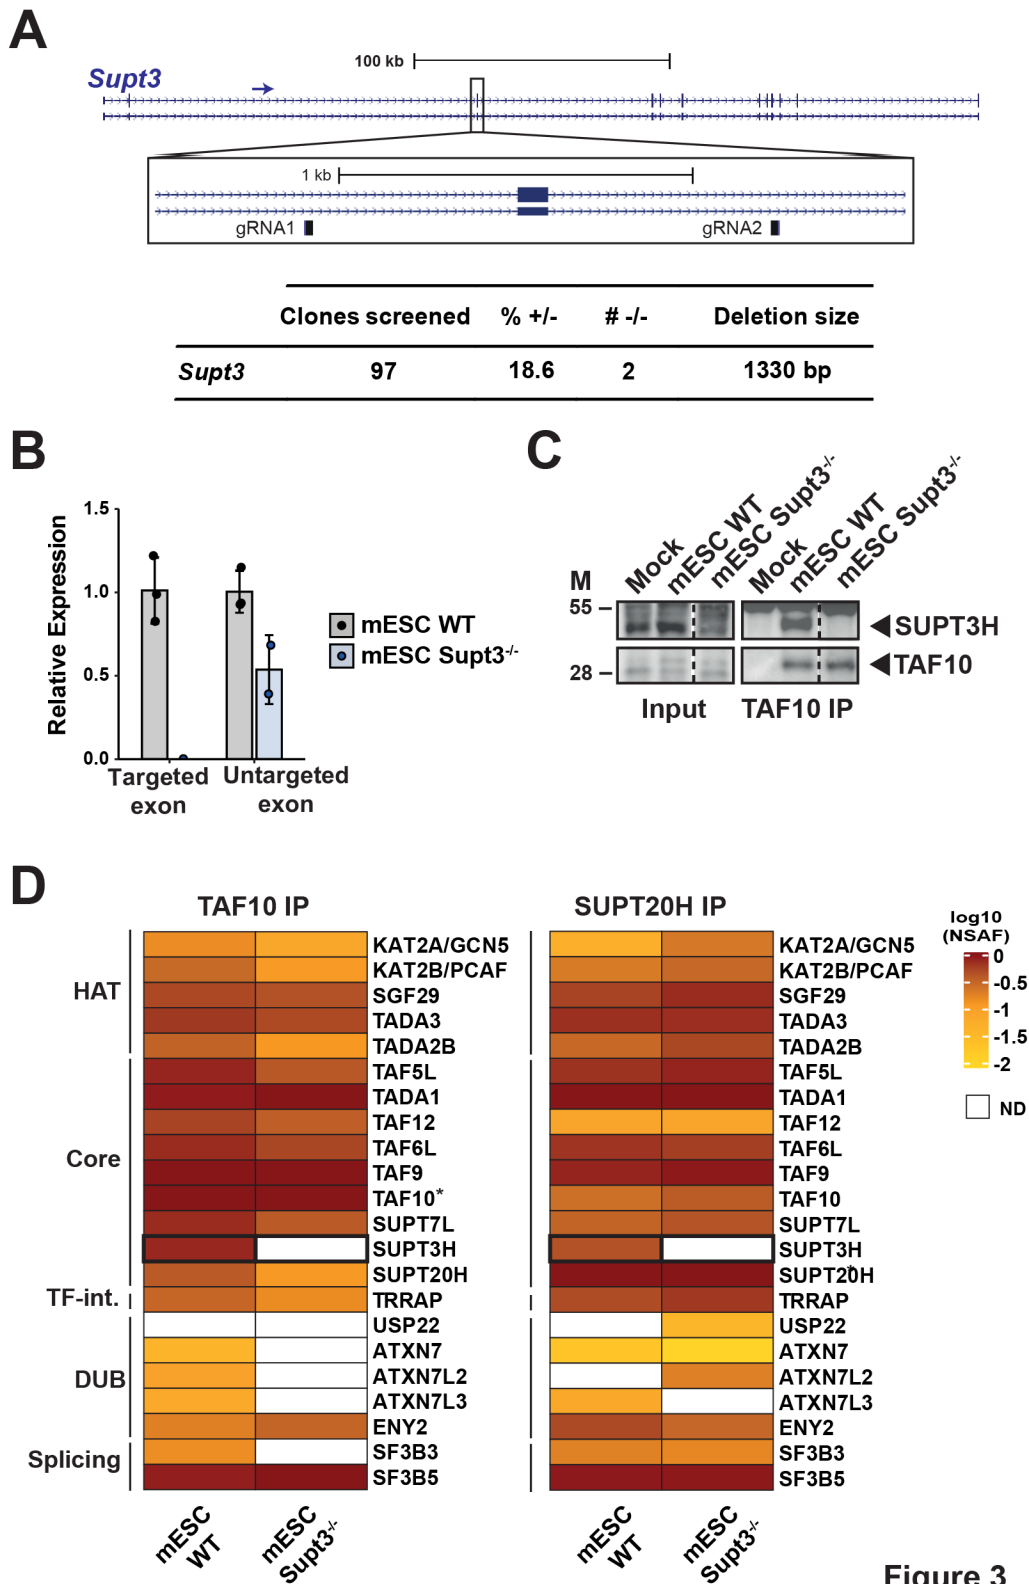 A
100 kb
Supt3
1 kb
gRNA1
gRNA2
Clones screened % +/- # -/- Deletion size
Supt3 97 18.6 2 1330 bp
B
Relative Expression
1.5
1.0
0.5
0.0
Targeted exon
Untargeted exon
mESC WT
mESC Supt3-/-
C
M
Mock
mESC WT
mESC Supt3-/-
Mock
mESC WT
mESC Supt3-/-
55
28
SUPT3H
TAF10
Input
TAF10 IP
D
TAF10 IP
SUPT20H IP
HAT
Core
TF-int.
DUB
Splicing
KAT2A/GCN5
KAT2B/PCAF
SGF29
TADA3
TADA2B
TAF5L
TADA1
TAF12
TAF6L
TAF9
TAF10*
SUPT7L
SUPT3H
SUPT20H
TRRAP
USP22
ATXN7
ATXN7L2
ATXN7L3
ENY2
SF3B3
SF3B5
mESC WT
mESC Supt3-/-
KAT2A/GCN5
KAT2B/PCAF
SGF29
TADA3
TADA2B
TAF5L
TADA1
TAF12
TAF6L
TAF9
TAF10
SUPT7L
SUPT3H
SUPT20H*
TRRAP
USP22
ATXN7
ATXN7L2
ATXN7L3
ENY2
SF3B3
SF3B5
mESC WT
mESC Supt3-/-
log10
(NSAF)
0
-0.5
-1
-1.5
-2
ND
Figure 3